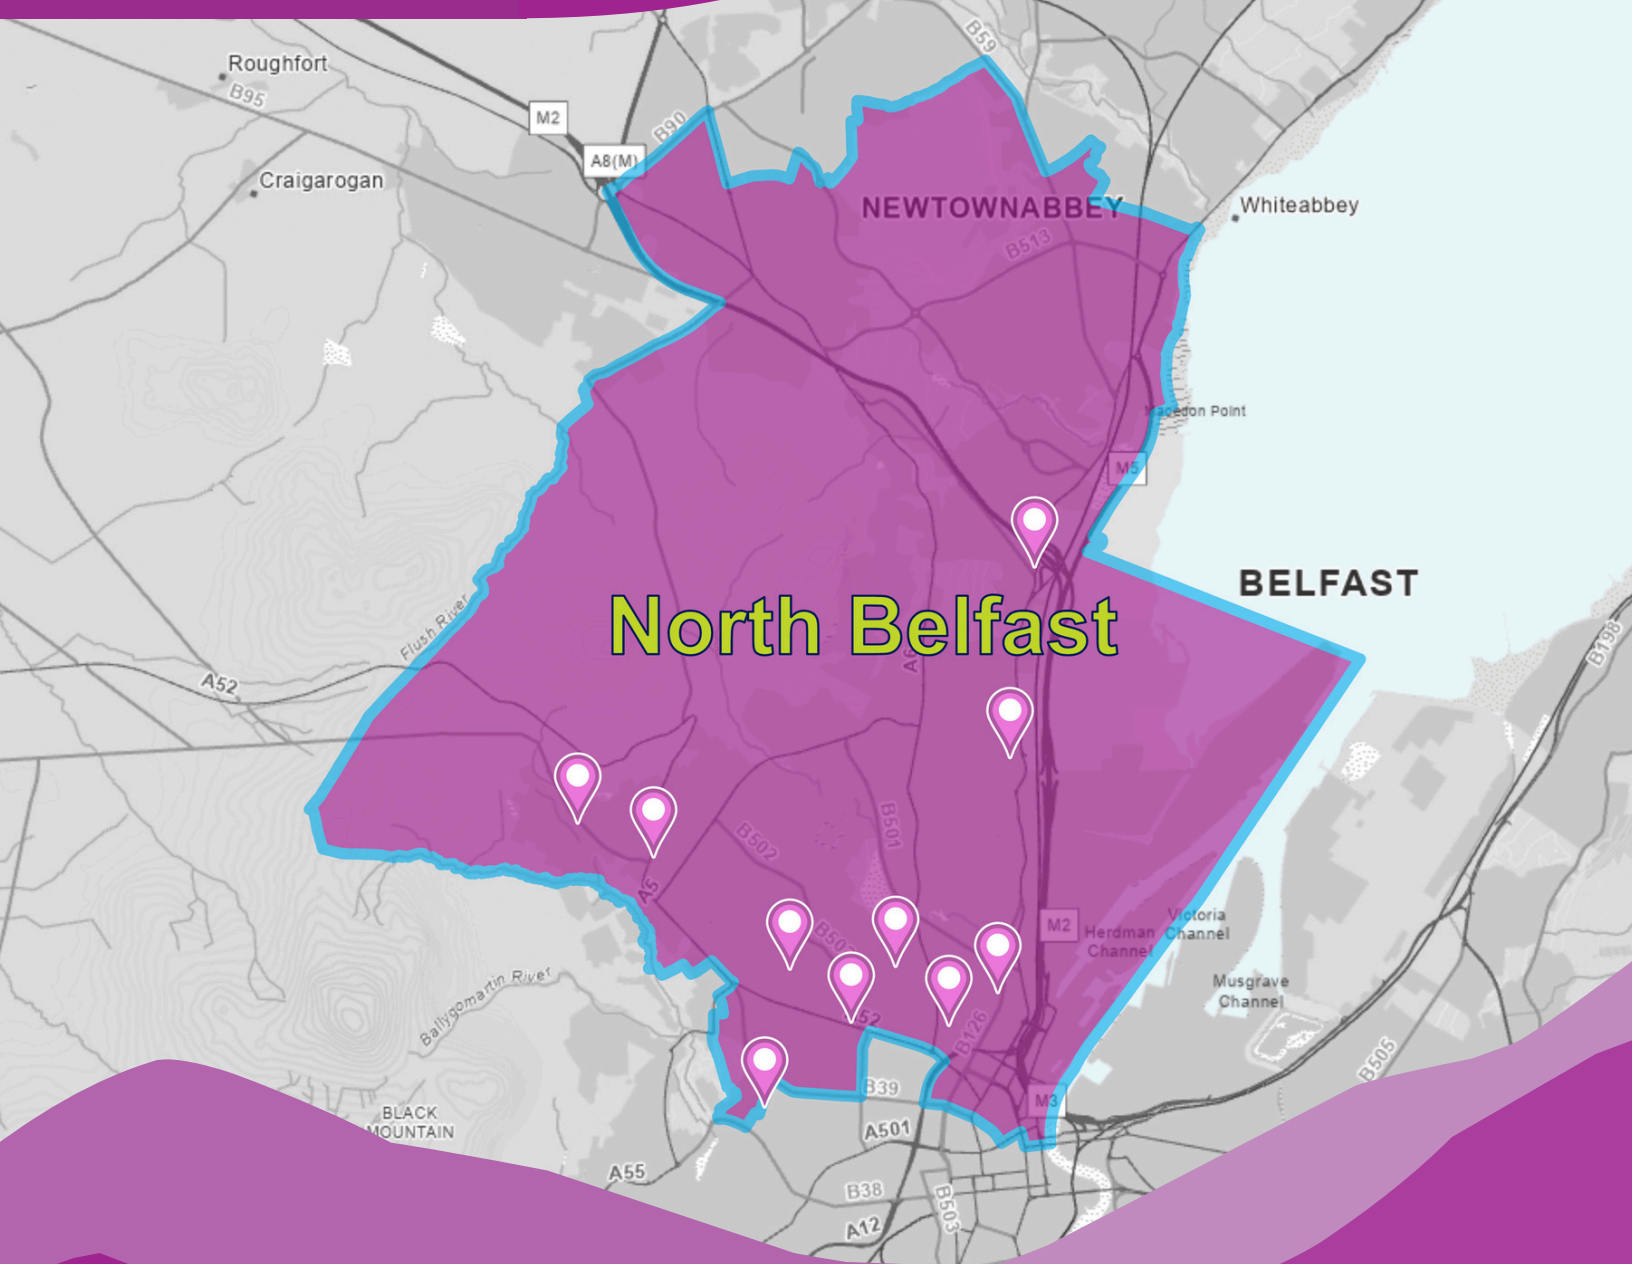 B59
Roughfort
B95
M2
B90
A8(M)
Craigarogan
NEWTOWNABBEY
Whiteabbey
B513
Macedon Point
M5
BELFAST
North Belfast
Flush River
B198
A52
B501
B502
A5
M2
Victoria
Channel
Herdman
Channel
Musgrave
Channel
Ballygomartin River
B126
B505
B39
M3
BLACK
MOUNTAIN
A501
A55
B38
B503
A12